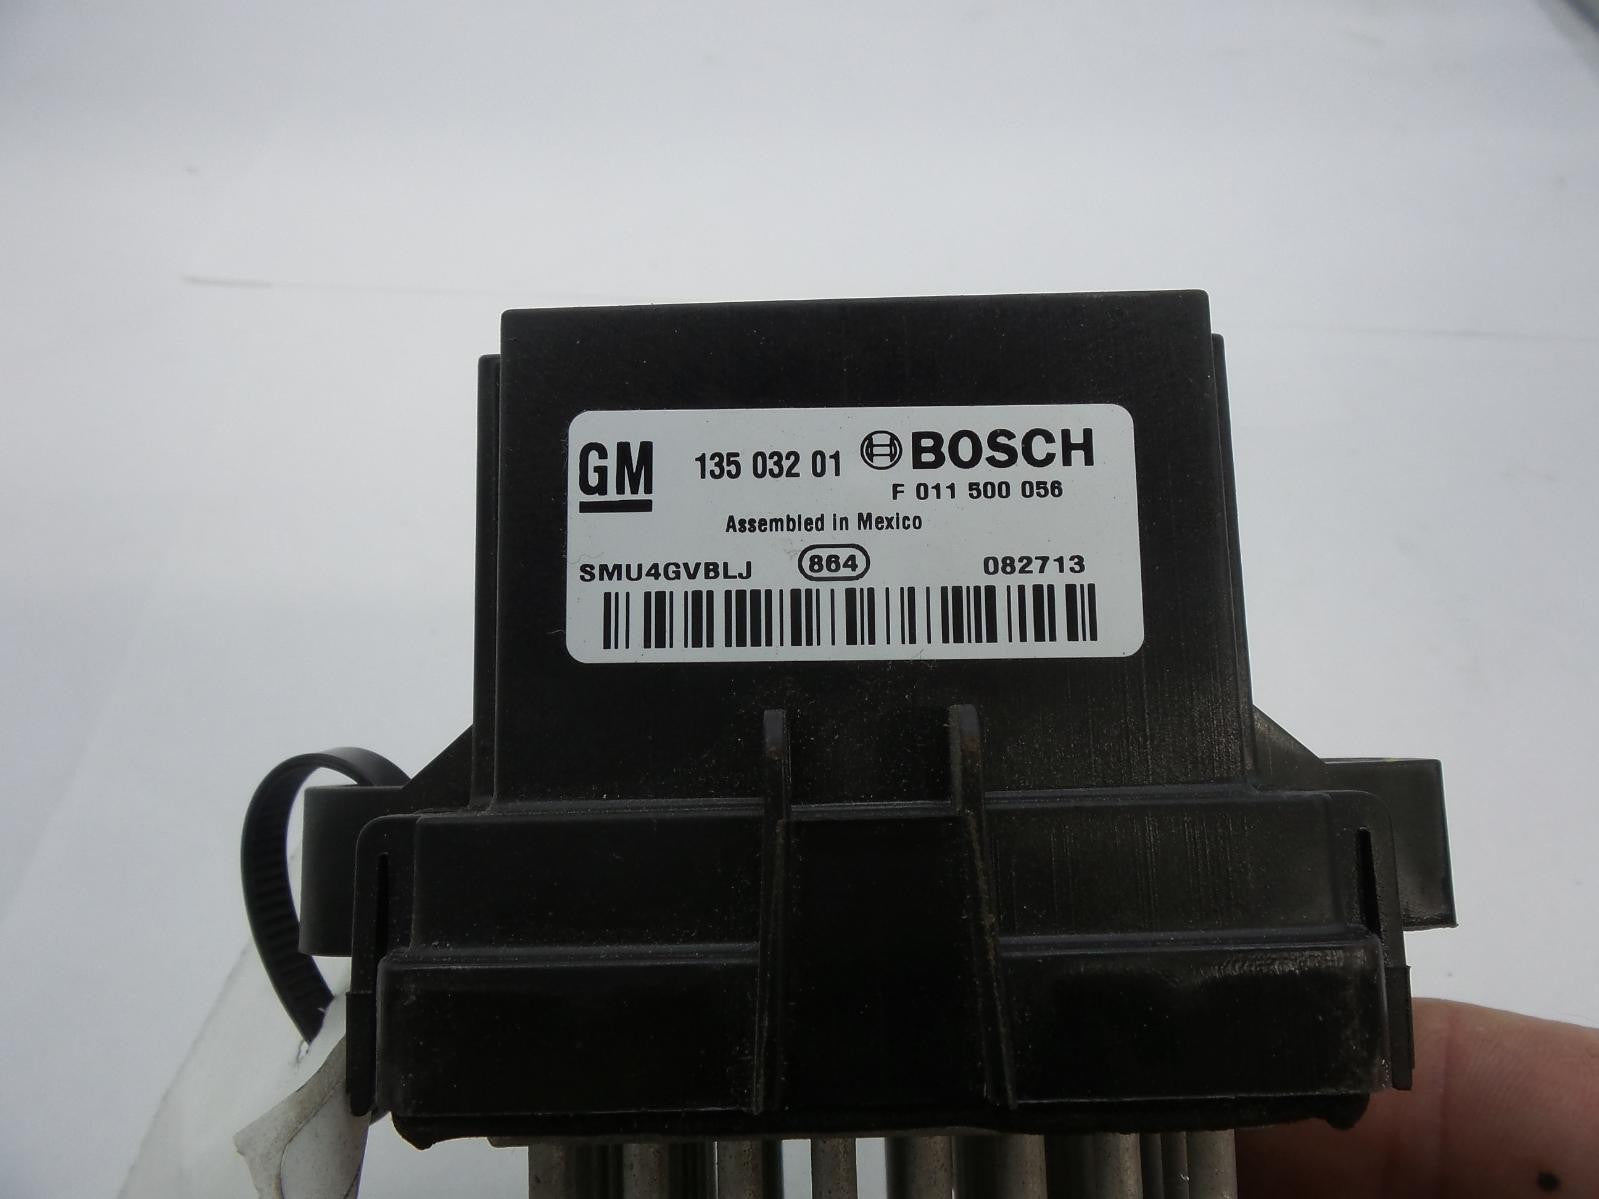 GM 135 032 01 BOSCH
F 011 500 056
Assembled in Mexico
SMU4GVBLJ 864 082713